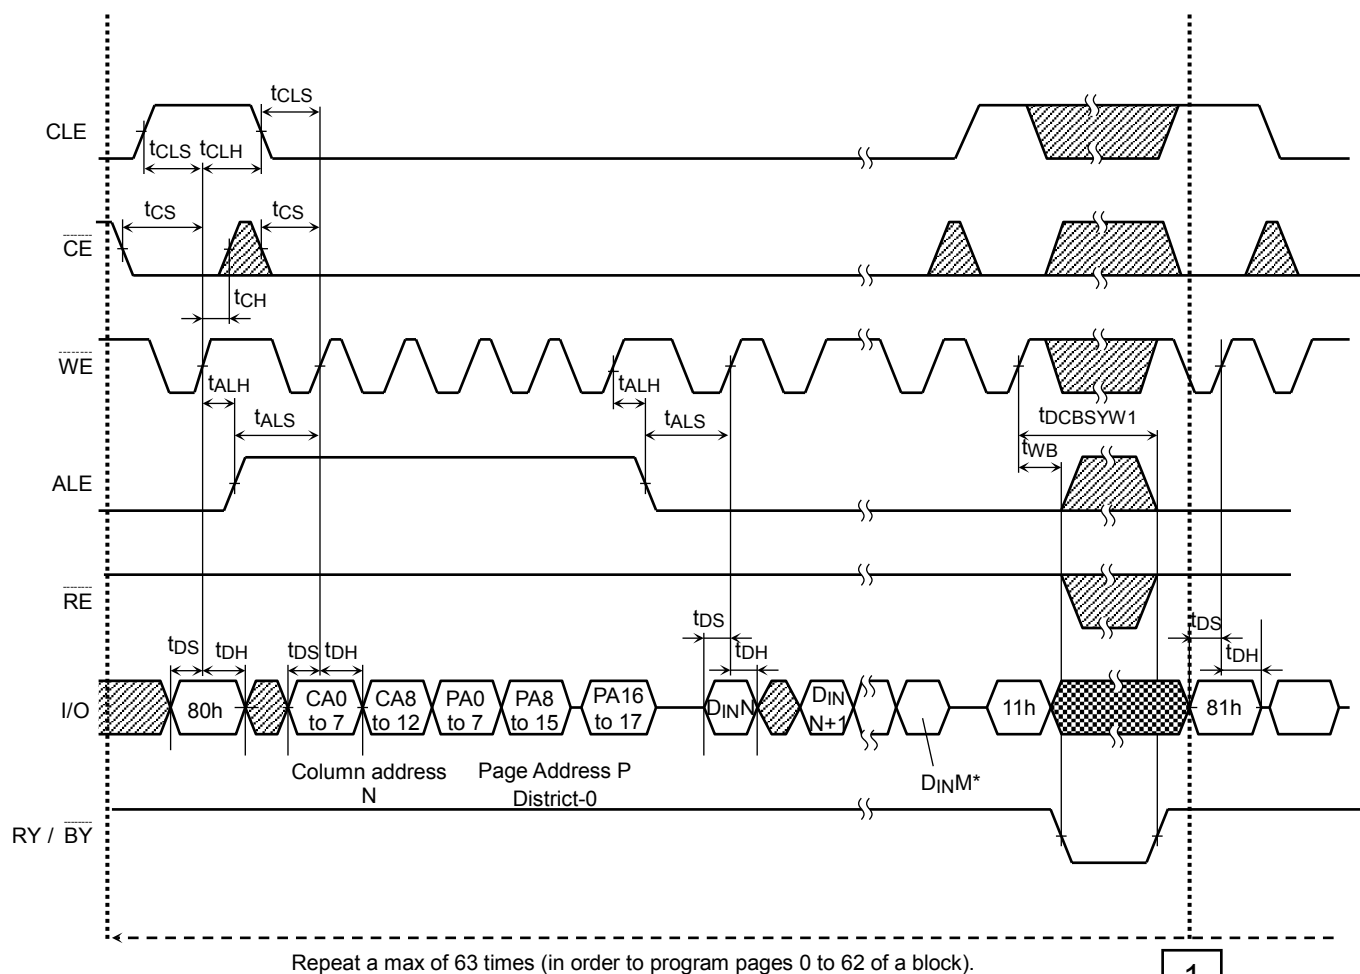 tCLS
CLE
tCLS tCLH
tCS tCS
CE
tCH
WE
tALH tALH
tALS tALS tDCBSYW1
tWB
ALE
RE
tDS tDH tDS tDH tDS tDH tDS tDH
I/O 80h CA0 to 7 CA8 to 12 PA0 to 7 PA8 to 15 PA16 to 17 DINN DIN N+1 11h 81h
Column address
N
Page Address P
District-0
DINM*
RY / BY
Repeat a max of 63 times (in order to program pages 0 to 62 of a block).
1